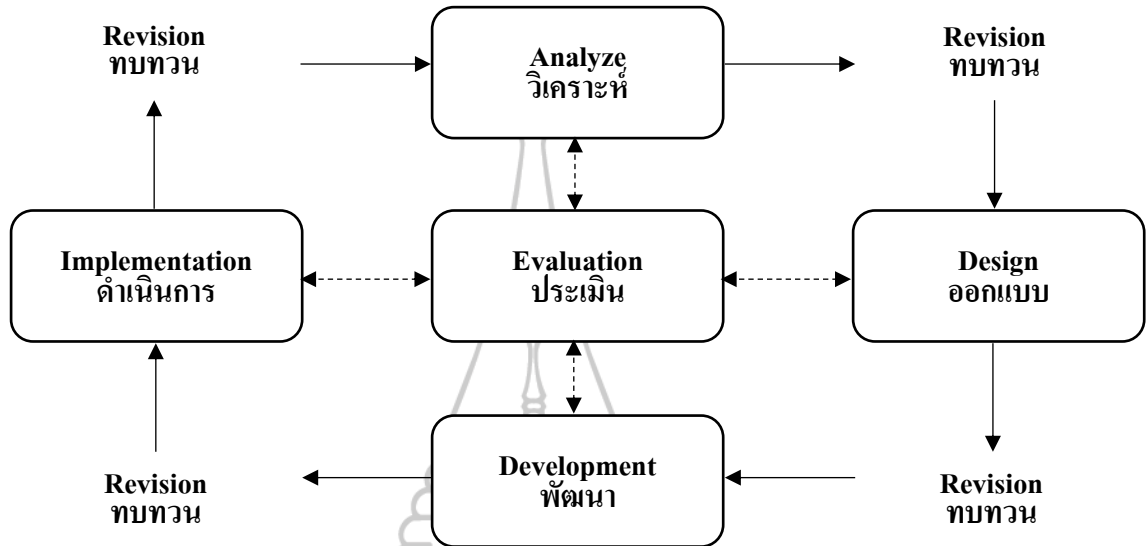 Revision
ทบทวน
Analyze
วิเคราะห์
Revision
ทบทวน
Implementation
ดำเนินการ
Evaluation
ประเมิน
Design
ออกแบบ
Revision
ทบทวน
Development
พัฒนา
Revision
ทบทวน